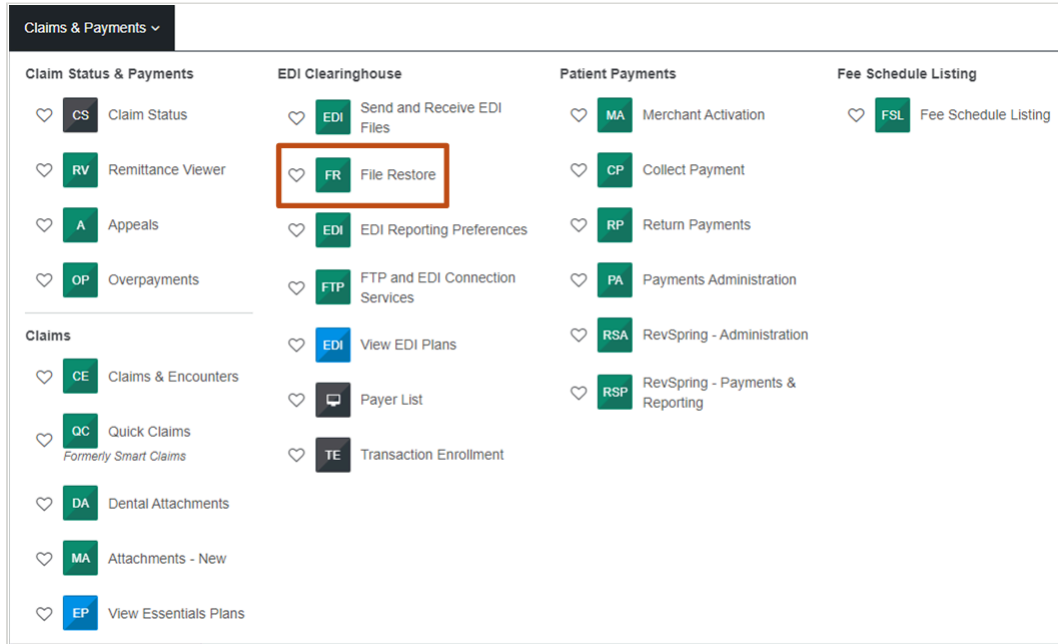 Claims & Payments
Claim Status & Payments
CS Claim Status
RV Remittance Viewer
A Appeals
OP Overpayments
Claims
CE Claims & Encounters
QC Quick Claims
Formerly Smart Claims
DA Dental Attachments
MA Attachments - New
EP View Essentials Plans
EDI Clearinghouse
EDI Send and Receive EDI
Files
FR File Restore
EDI EDI Reporting Preferences
FTP FTP and EDI Connection
Services
EDI View EDI Plans
Payer List
TE Transaction Enrollment
Patient Payments
MA Merchant Activation
CP Collect Payment
RP Return Payments
PA Payments Administration
RSA RevSpring - Administration
RSP RevSpring - Payments &
Reporting
Fee Schedule Listing
FSL Fee Schedule Listing